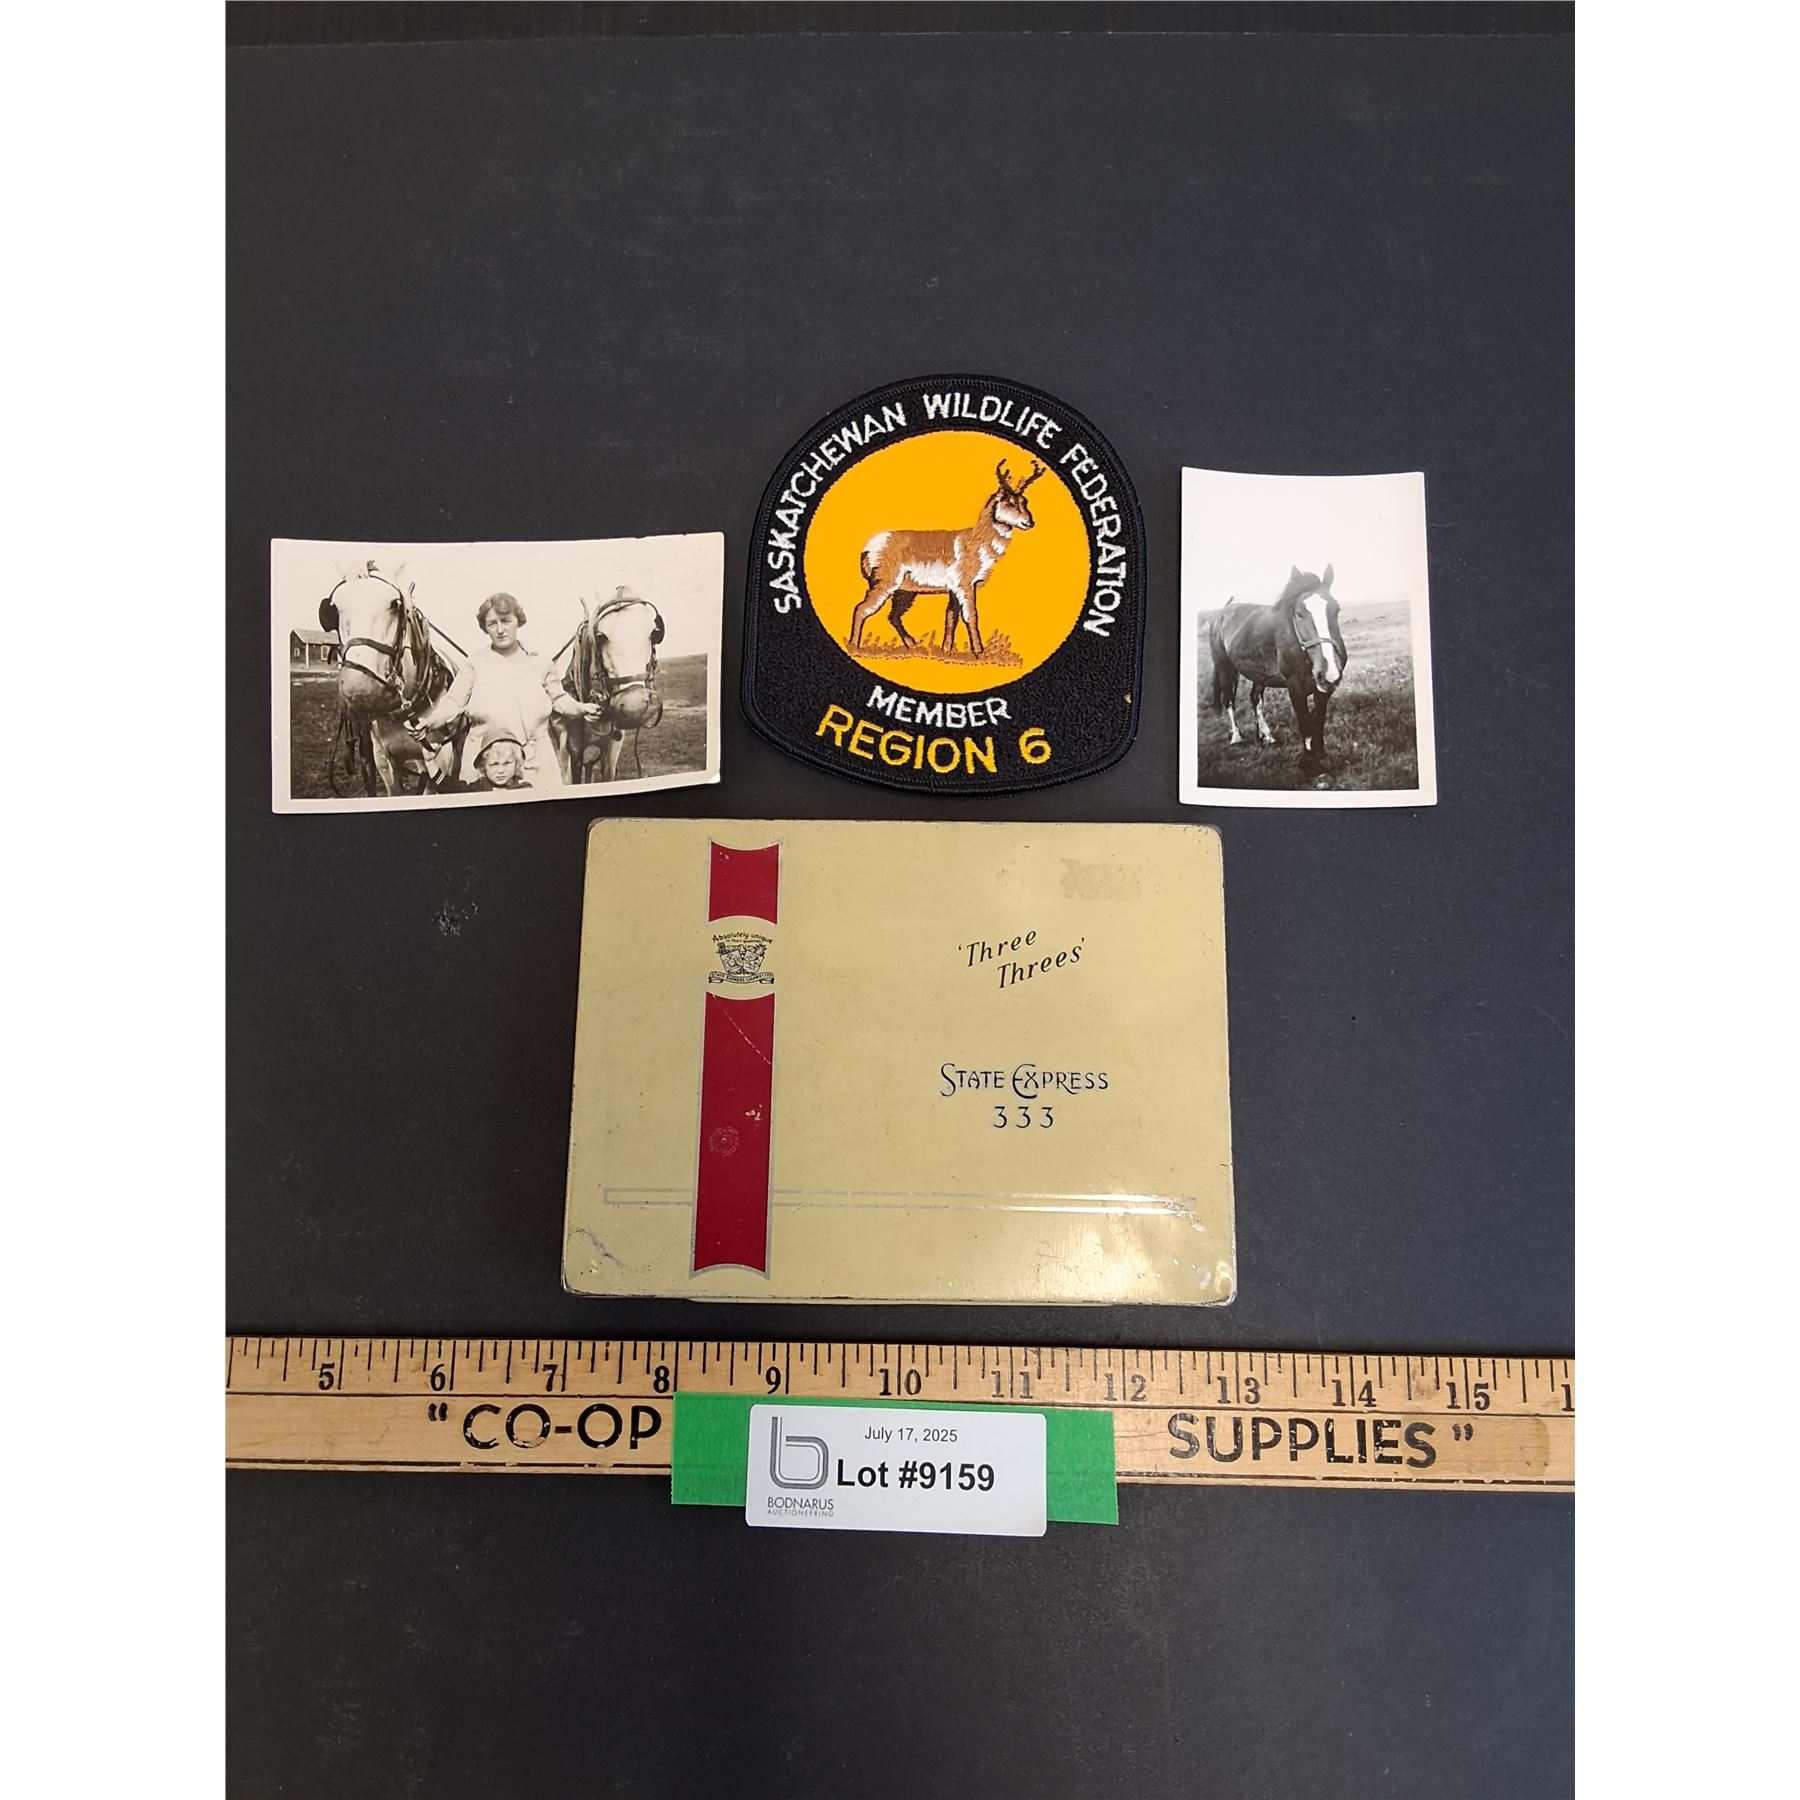 SASKATCHEWAN WILDLIFE FEDERATION
MEMBER
REGION 6
Absolutely unique
'Three
Threes'
STATE EXPRESS
333
5 6 7 8 9 10 11 12 13 14 15
"CO-OP SUPPLIES"
July 17, 2025
Lot #9159
BODNARUS
AUCTIONEERING